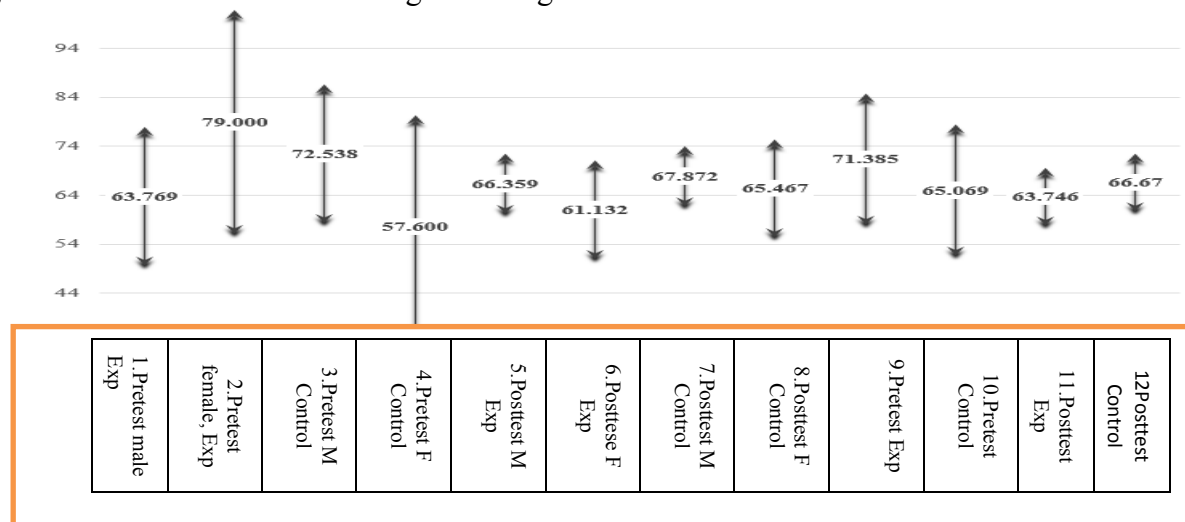 94
84
74
64
54
44
63.769
79.000
72.538
57.600
66.359
61.132
67.872
65.467
71.385
65.069
63.746
66.67
1.Pretest male
Exp
2.Pretest
female, Exp
3.Pretest M
Control
4.Pretest F
Control
5.Posttest M
Exp
6.Posttese F
Exp
7.Posttest M
Control
8.Posttest F
Control
9.Pretest Exp
10.Pretest
Control
11.Posttest
Exp
12Posttest
Control